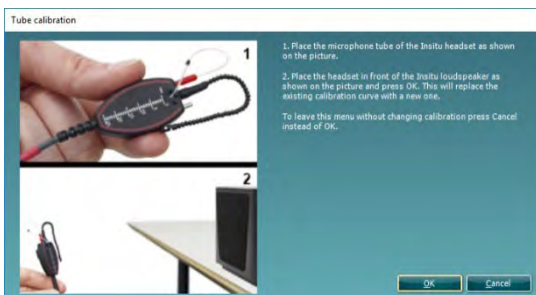 Tube calibration
1
1. Place the microphone tube of the Insitu headset as shown
on the picture.
2. Place the headset in front of the Insitu loudspeaker as
shown on the picture and press OK. This will replace the
existing calibration curve with a new one.
To leave this menu without changing calibration press Cancel
instead of OK.
2
OK
Cancel